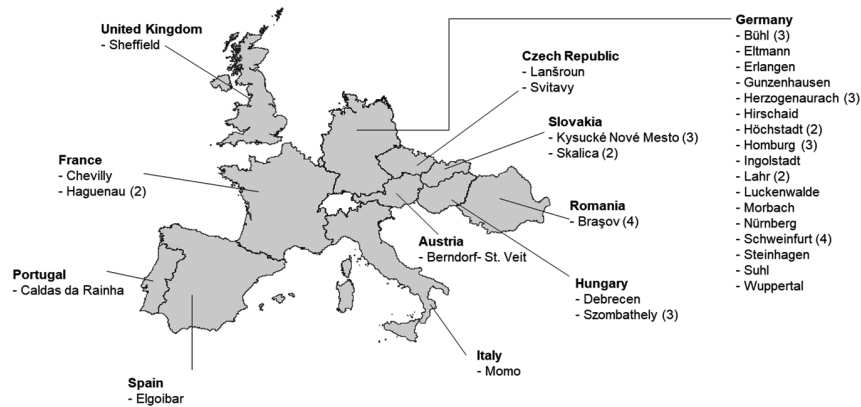 United Kingdom
- Sheffield
France
- Chevilly
- Haguenau (2)
Portugal
- Caldas da Rainha
Spain
- Elgoibar
Czech Republic
- Lanšroun
- Svitavy
Slovakia
- Kysucké Nové Mesto (3)
- Skalica (2)
Romania
- Braşov (4)
Austria
- Berndorf- St. Veit
Hungary
- Debrecen
- Szombathely (3)
Italy
- Momo
Germany
- Bühl (3)
- Eltmann
- Erlangen
- Gunzenhausen
- Herzogenaurach (3)
- Hirschaid
- Höchstadt (2)
- Homburg (3)
- Ingolstadt
- Lahr (2)
- Luckenwalde
- Morbach
- Nürnberg
- Schweinfurt (4)
- Steinhagen
- Suhl
- Wuppertal